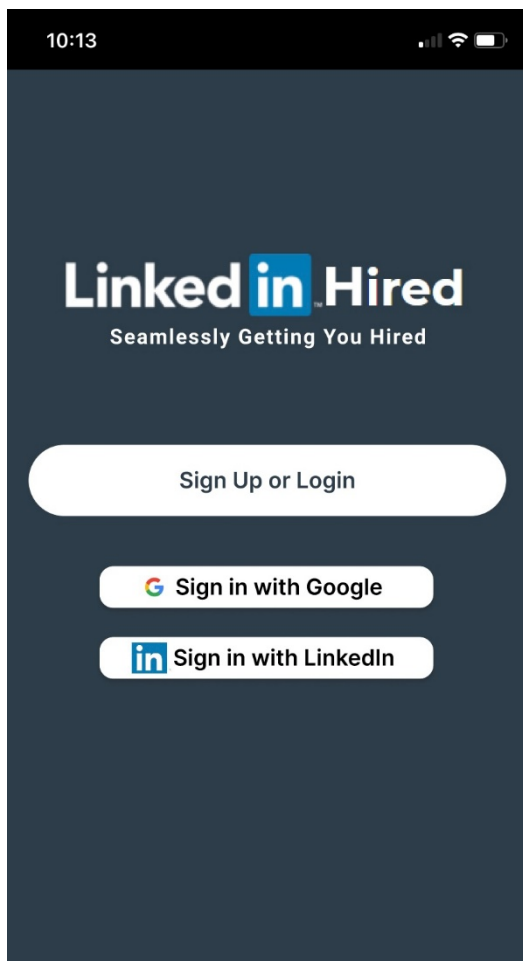 10:13
Linked in Hired
Seamlessly Getting You Hired
Sign Up or Login
G Sign in with Google
in Sign in with LinkedIn